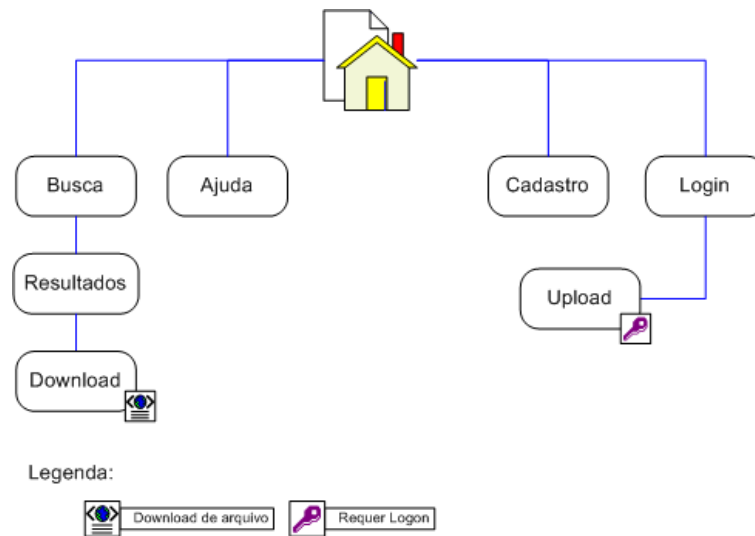 Busca
Ajuda
Cadastro
Login
Resultados
Upload
Download
Legenda:
Download de arquivo
Requer Logon